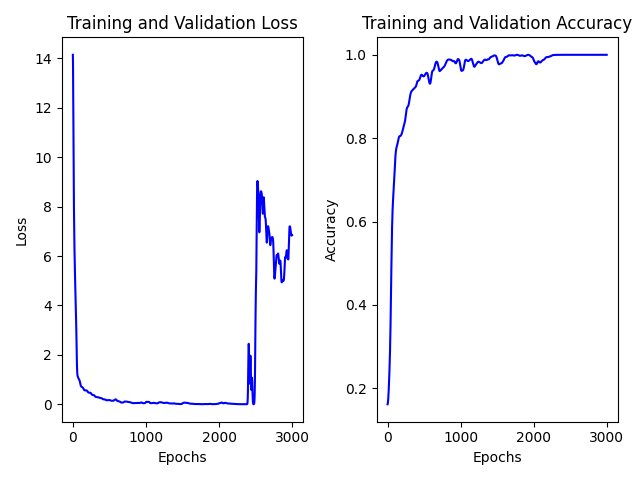 Training and Validation Loss
14
12
10
8
6
4
2
0
Loss
0 1000 2000 3000
Epochs
Training and Validation Accuracy
1.0
0.8
0.6
0.4
0.2
Accuracy
0 1000 2000 3000
Epochs